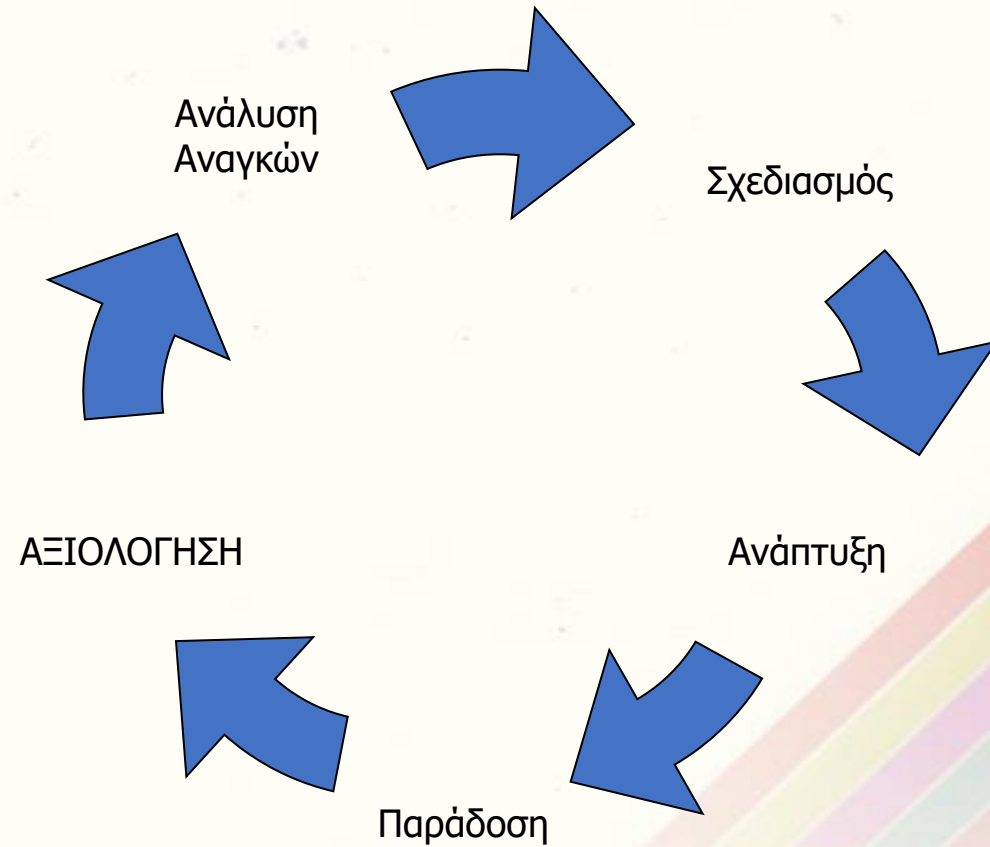 Ανάλυση
Αναγκών
Σχεδιασμός
Ανάπτυξη
Παράδοση
ΑΞΙΟΛΟΓΗΣΗ